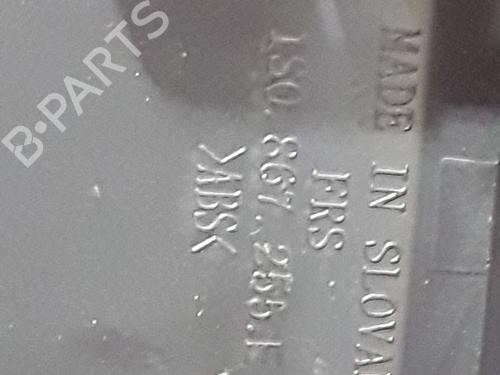 B-PARTS
MADE IN SLOVA
FRS
1S0.867.255.E
>ABS<